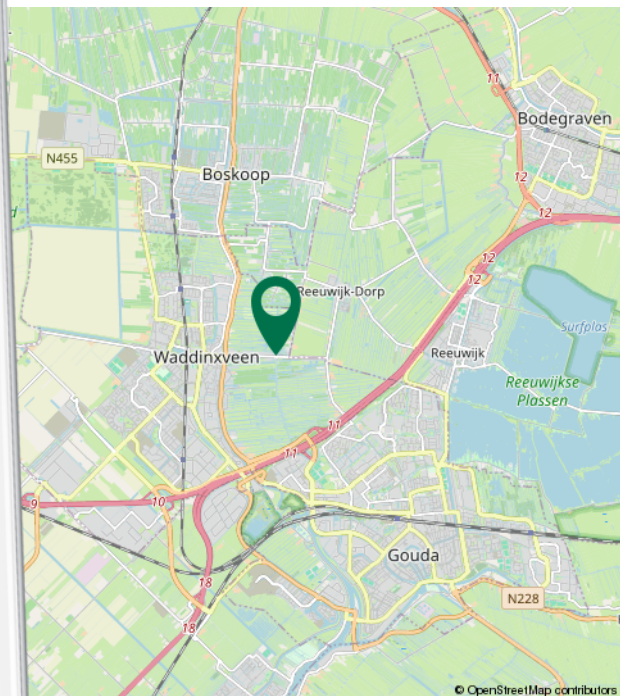 11
Bodegraven
N455
Boskoop
12
12
12
12
Reeuwijk-Dorp
Surfplas
Waddinxveen
Reeuwijk
Reeuwijkse
Plassen
11
11
9
10
Gouda
18
N228
18
© OpenStreetMap contributors